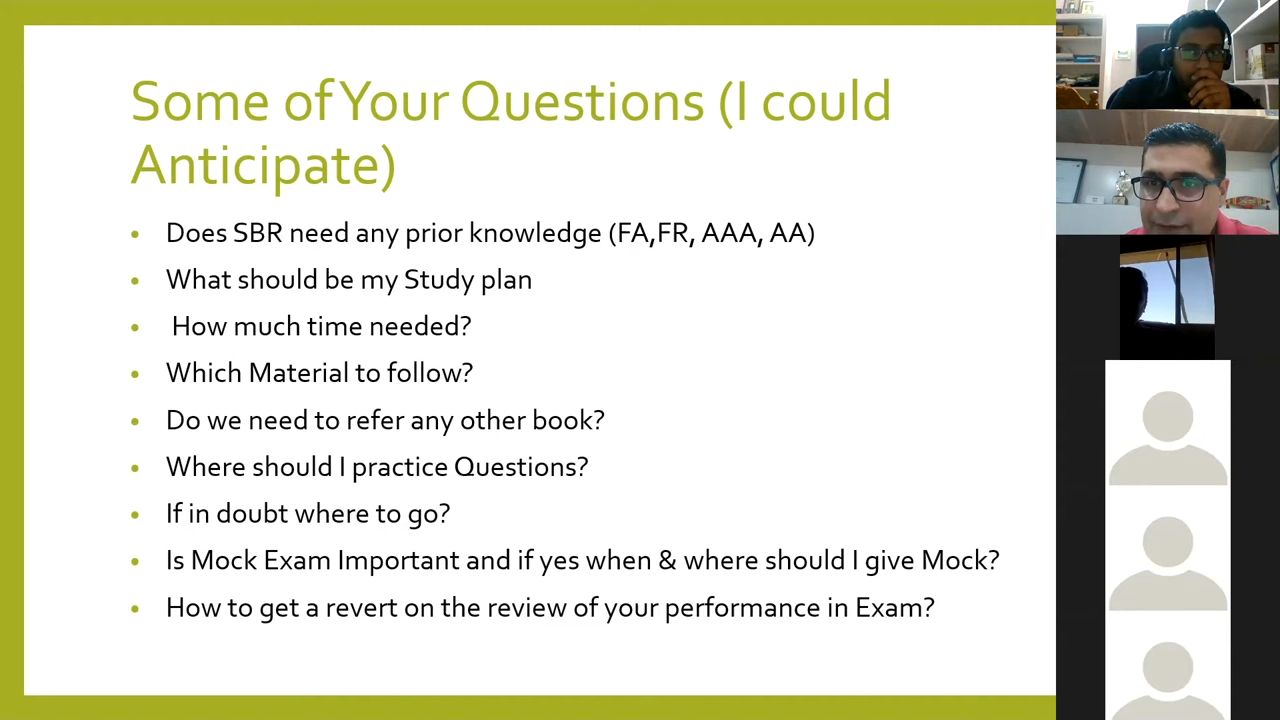 Some of Your Questions (I could
Anticipate)
• Does SBR need any prior knowledge (FA,FR, AAA, AA)
• What should be my Study plan
• How much time needed?
• Which Material to follow?
• Do we need to refer any other book?
• Where should I practice Questions?
• If in doubt where to go?
• Is Mock Exam Important and if yes when & where should I give Mock?
• How to get a revert on the review of your performance in Exam?